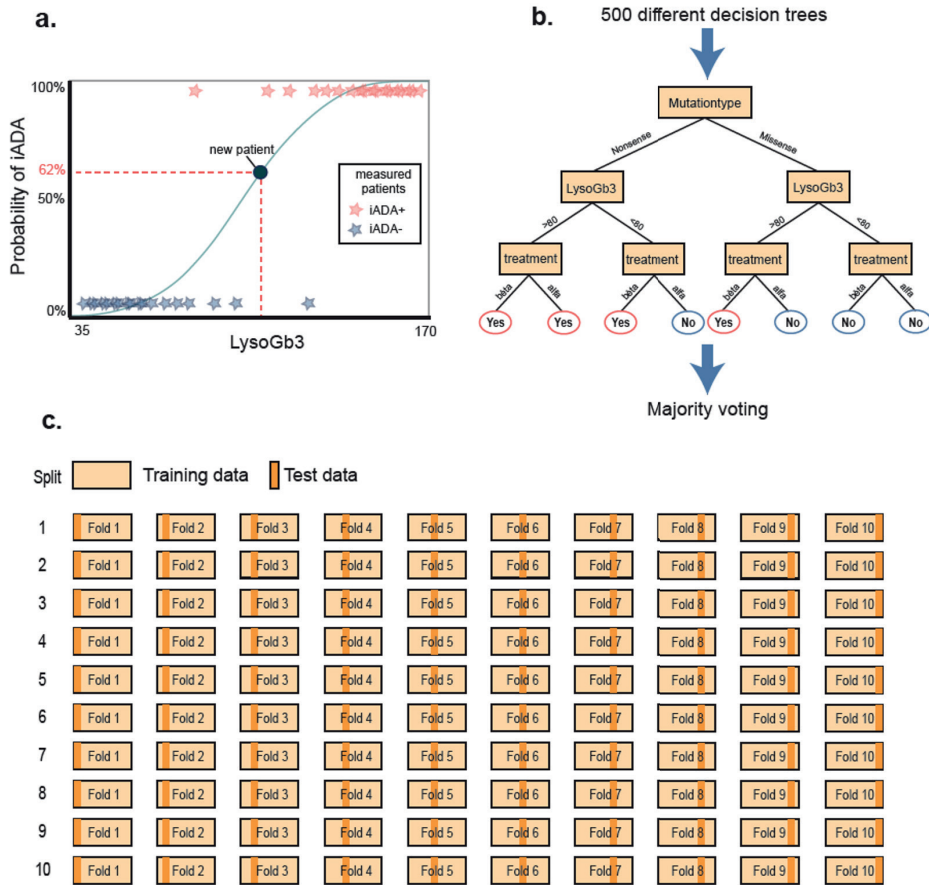 a.
100%
62%
50%
0%
Probability of iADA
new patient
measured
patients
iADA+
iADA-
35
170
LysoGb3
b.
500 different decision trees
Mutationtype
Nonsense
Missense
LysoGb3
LysoGb3
>80
<80
>80
<80
treatment
treatment
treatment
treatment
bèta
alfa
bèta
alfa
bèta
alfa
bèta
alfa
Yes
Yes
Yes
No
Yes
No
No
No
Majority voting
c.
Split
Training data
Test data
1 Fold 1 Fold 2 Fold 3 Fold 4 Fold 5 Fold 6 Fold 7 Fold 8 Fold 9 Fold 10
2 Fold 1 Fold 2 Fold 3 Fold 4 Fold 5 Fold 6 Fold 7 Fold 8 Fold 9 Fold 10
3 Fold 1 Fold 2 Fold 3 Fold 4 Fold 5 Fold 6 Fold 7 Fold 8 Fold 9 Fold 10
4 Fold 1 Fold 2 Fold 3 Fold 4 Fold 5 Fold 6 Fold 7 Fold 8 Fold 9 Fold 10
5 Fold 1 Fold 2 Fold 3 Fold 4 Fold 5 Fold 6 Fold 7 Fold 8 Fold 9 Fold 10
6 Fold 1 Fold 2 Fold 3 Fold 4 Fold 5 Fold 6 Fold 7 Fold 8 Fold 9 Fold 10
7 Fold 1 Fold 2 Fold 3 Fold 4 Fold 5 Fold 6 Fold 7 Fold 8 Fold 9 Fold 10
8 Fold 1 Fold 2 Fold 3 Fold 4 Fold 5 Fold 6 Fold 7 Fold 8 Fold 9 Fold 10
9 Fold 1 Fold 2 Fold 3 Fold 4 Fold 5 Fold 6 Fold 7 Fold 8 Fold 9 Fold 10
10 Fold 1 Fold 2 Fold 3 Fold 4 Fold 5 Fold 6 Fold 7 Fold 8 Fold 9 Fold 10